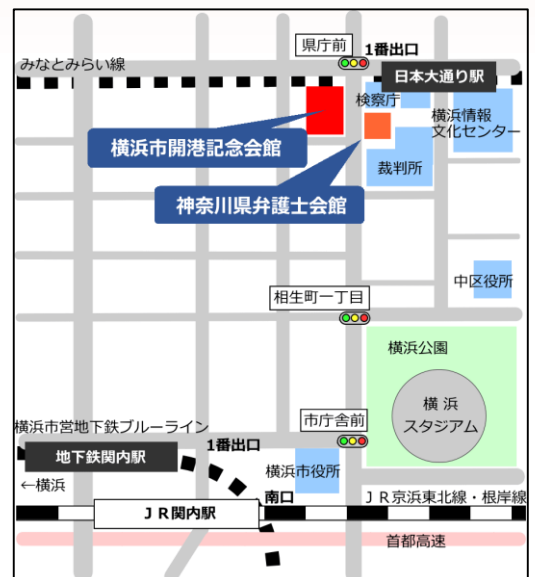 県庁前
1番出口
みなとみらい線
日本大通り駅
検察庁
横浜情報
文化センター
横浜市開港記念会館
裁判所
神奈川県弁護士会館
中区役所
相生町一丁目
横浜公園
横 浜
スタジアム
市庁舎前
横浜市営地下鉄ブルーライン
1番出口
地下鉄関内駅
横浜市役所
←横浜
南口
ＪＲ京浜東北線・根岸線
ＪＲ関内駅
首都高速